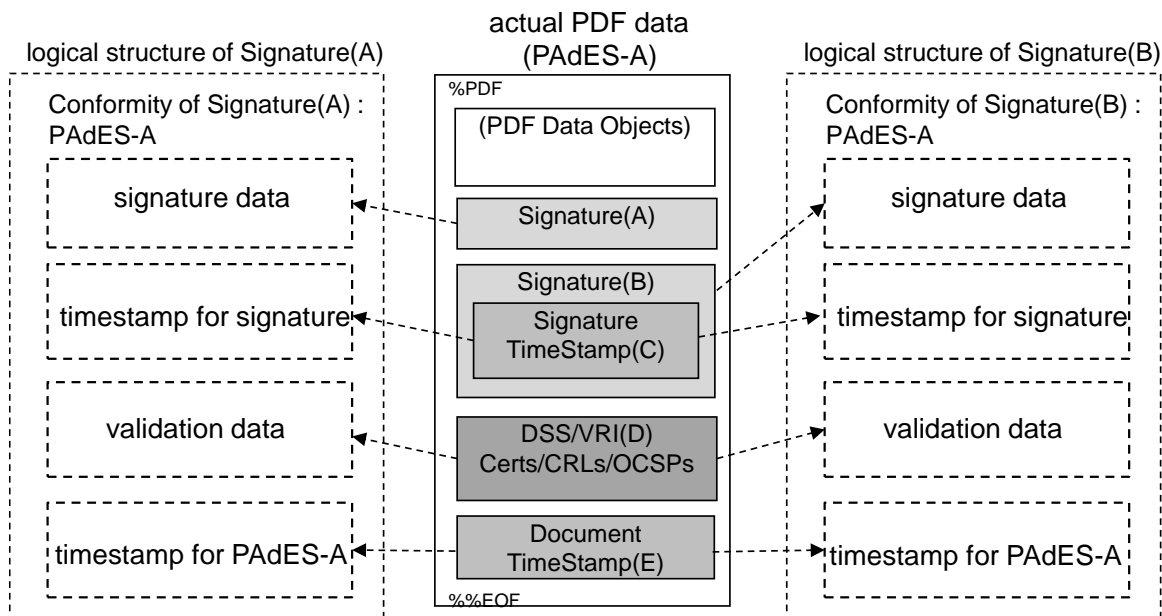 actual PDF data
(PAdES-A)
logical structure of Signature(A)
Conformity of Signature(A) :
PAdES-A
signature data
timestamp for signature
validation data
timestamp for PAdES-A
%PDF
(PDF Data Objects)
Signature(A)
Signature(B)
Signature
TimeStamp(C)
DSS/VRI(D)
Certs/CRLs/OCSPs
Document
TimeStamp(E)
%%EOF
logical structure of Signature(B)
Conformity of Signature(B) :
PAdES-A
signature data
timestamp for signature
validation data
timestamp for PAdES-A